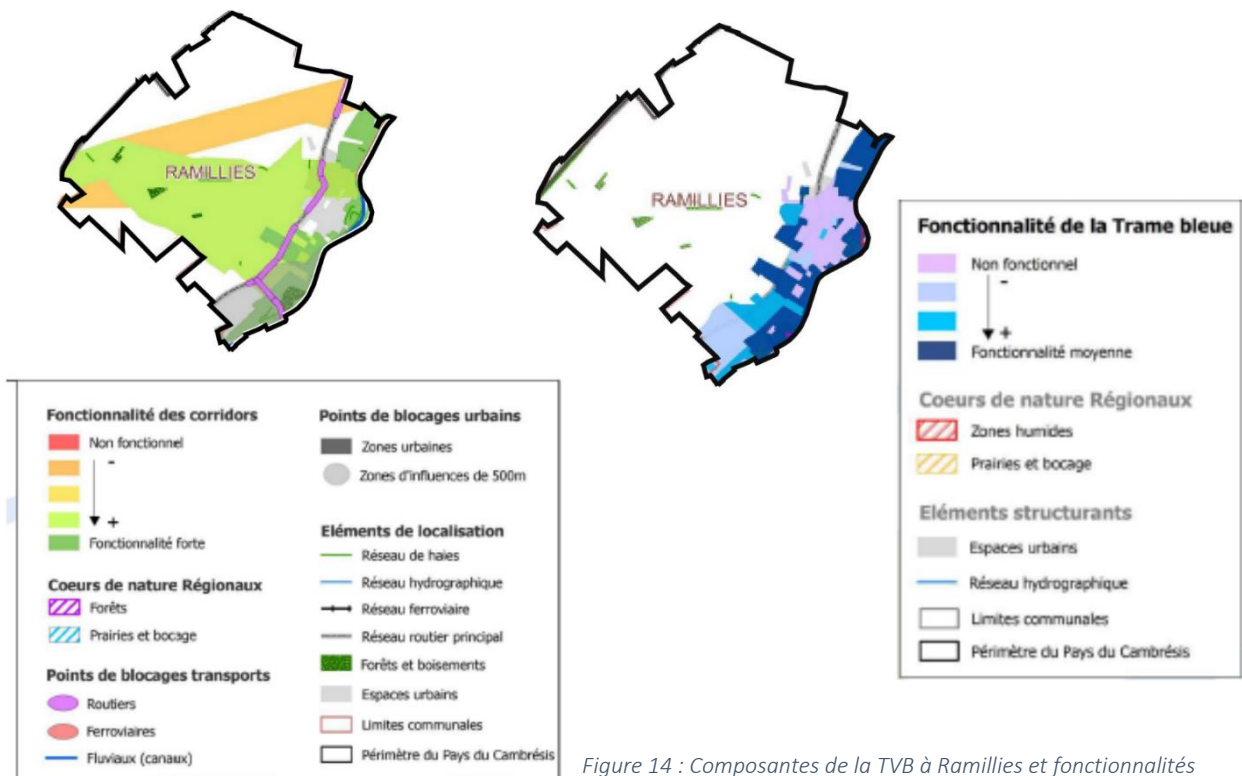 RAMILLIES
RAMILLIES
Fonctionnalité des corridors
Non fonctionnel
-
+
Fonctionnalité forte
Coeurs de nature Régionaux
Forêts
Prairies et bocage
Points de blocages transports
Routiers
Ferroviaires
Fluviaux (canaux)
Points de blocages urbains
Zones urbaines
Zones d'influences de 500m
Eléments de localisation
Réseau de haies
Réseau hydrographique
Réseau ferroviaire
Réseau routier principal
Forêts et boisements
Espaces urbains
Limites communales
Périmètre du Pays du Cambrésis
Fonctionnalité de la Trame bleue
Non fonctionnel
-
+
Fonctionnalité moyenne
Coeurs de nature Régionaux
Zones humides
Prairies et bocage
Eléments structurants
Espaces urbains
Réseau hydrographique
Limites communales
Périmètre du Pays du Cambrésis
Figure 14 : Composantes de la TVB à Ramillies et fonctionnalités